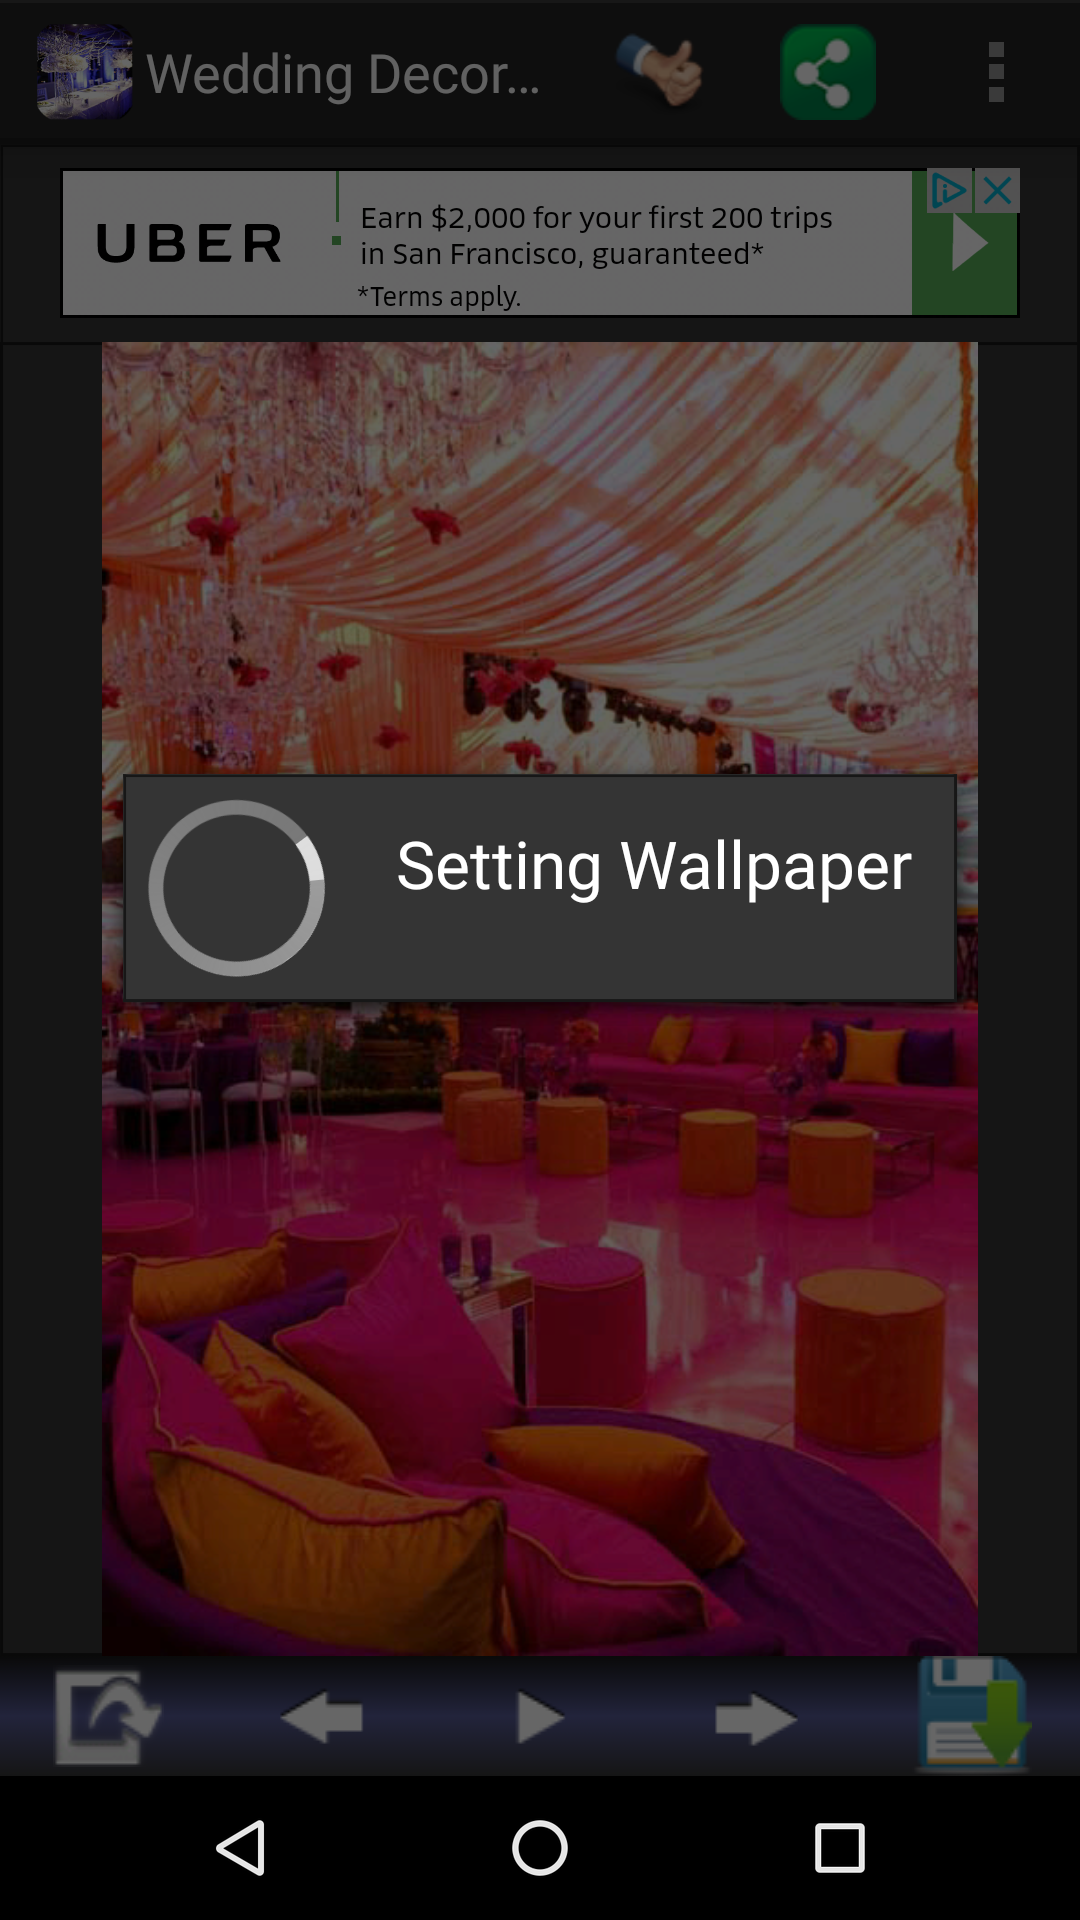 Wedding Decor...
UBER
Earn $2,000 for your first 200 trips
in San Francisco, guaranteed*
*Terms apply.
Setting Wallpaper